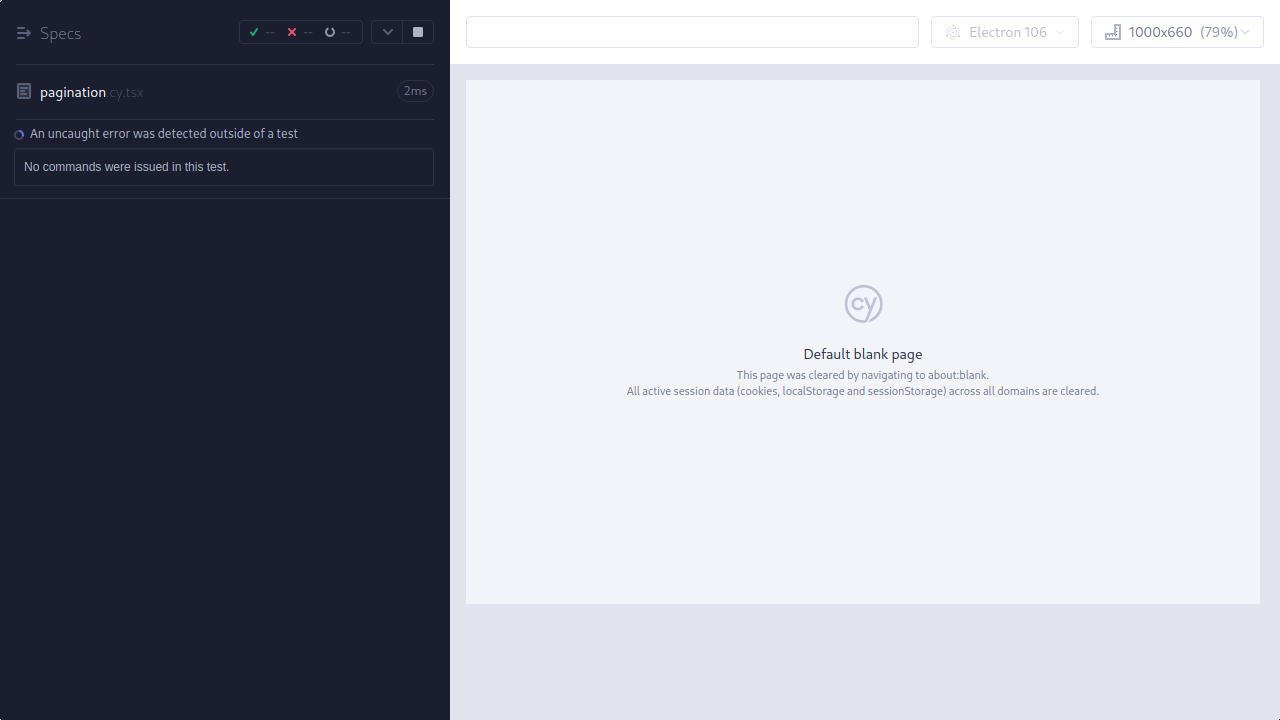 Specs
--
--
--
pagination.cy.tsx
2ms
An uncaught error was detected outside of a test
No commands were issued in this test.
Electron 106
1000x660 (79%)
cy
Default blank page
This page was cleared by navigating to about:blank.
All active session data (cookies, localStorage and sessionStorage) across all domains are cleared.